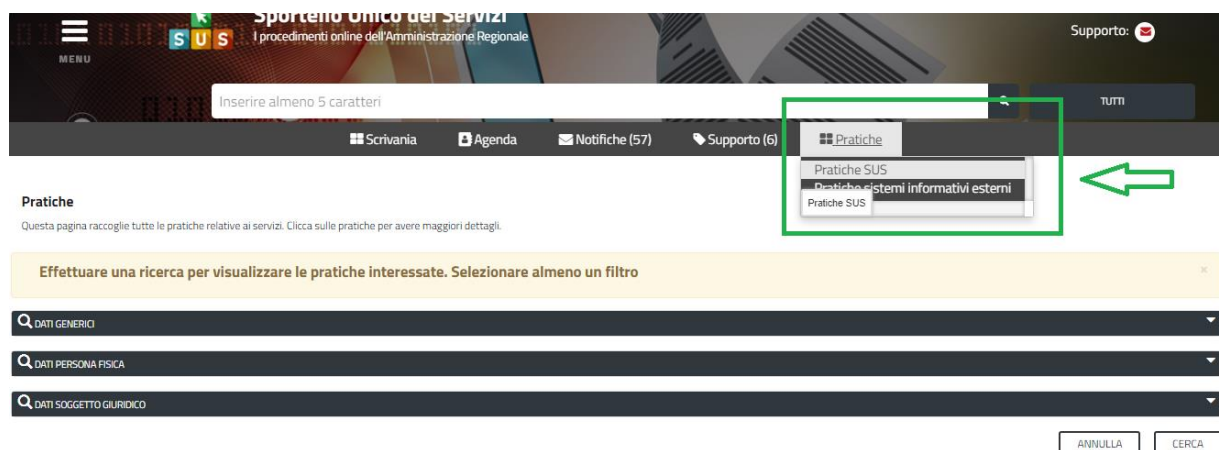 Sportello Unico dei Servizi
SUS
I procedimenti online dell'Amministrazione Regionale
Supporto:
MENU
Inserire almeno 5 caratteri
TUTTI
Scrivania
Agenda
Notifiche (57)
Supporto (6)
Pratiche
Pratiche SUS
Pratiche sistemi informativi esterni
Pratiche SUS
Pratiche
Questa pagina raccoglie tutte le pratiche relative ai servizi. Clicca sulle pratiche per avere maggiori dettagli.
Effettuare una ricerca per visualizzare le pratiche interessate. Selezionare almeno un filtro
×
DATI GENERICI
DATI PERSONA FISICA
DATI SOGGETTO GIURIDICO
ANNULLA
CERCA